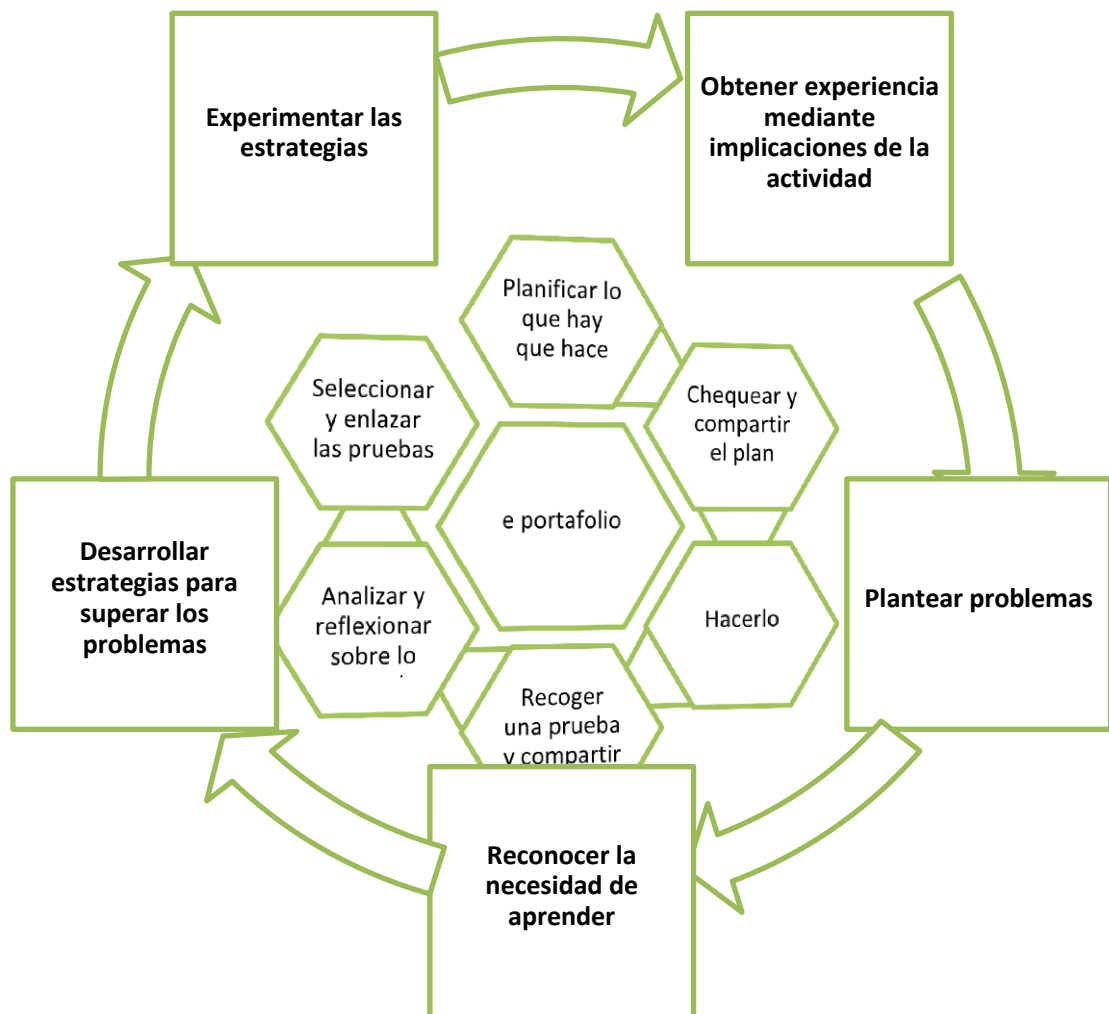 Experimentar las
estrategias
Obtener experiencia
mediante
implicaciones de la
actividad
Planificar lo
que hay
que hace
Seleccionar
y enlazar
las pruebas
Chequear y
compartir
el plan
e portafolio
Desarrollar
estrategias para
superar los
problemas
Analizar y
reflexionar
sobre lo
Hacerlo
Plantear problemas
Recoger
una prueba
y compartir
Reconocer la
necesidad de
aprender